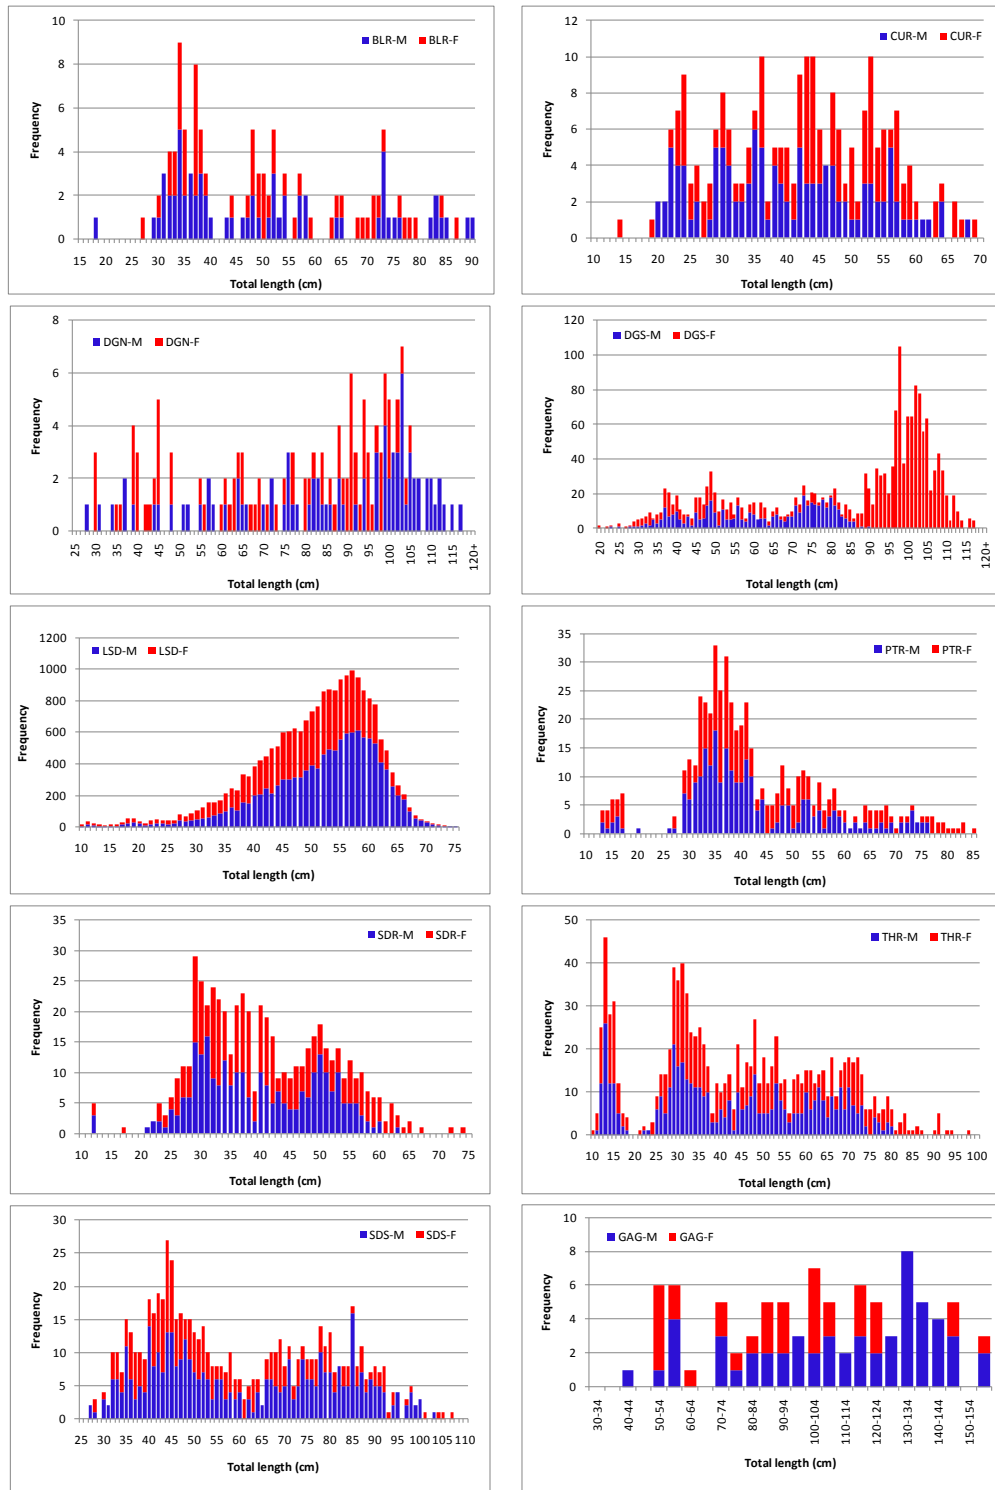 10
8
6
4
2
0
Frequency
BLR-M BLR-F
15 20 25 30 35 40 45 50 55 60 65 70 75 80 85 90
Total length (cm)
12
10
8
6
4
2
0
Frequency
CUR-M CUR-F
10 15 20 25 30 35 40 45 50 55 60 65 70
Total length (cm)
8
6
4
2
0
Frequency
DGN-M DGN-F
25 30 35 40 45 50 55 60 65 70 75 80 85 90 95 100 105 110 115 120+
Total length (cm)
120
100
80
60
40
20
0
Frequency
DGS-M DGS-F
20 25 30 35 40 45 50 55 60 65 70 75 80 85 90 95 100 105 110 115 120+
Total length (cm)
1200
1000
800
600
400
200
0
Frequency
LSD-M LSD-F
10 15 20 25 30 35 40 45 50 55 60 65 70 75
Total length (cm)
35
30
25
20
15
10
5
0
Frequency
PTR-M PTR-F
10 15 20 25 30 35 40 45 50 55 60 65 70 75 80 85
Total length (cm)
35
30
25
20
15
10
5
0
Frequency
SDR-M SDR-F
10 15 20 25 30 35 40 45 50 55 60 65 70 75
Total length (cm)
50
40
30
20
10
0
Frequency
THR-M THR-F
10 15 20 25 30 35 40 45 50 55 60 65 70 75 80 85 90 95 100
Total length (cm)
30
25
20
15
10
5
0
Frequency
SDS-M SDS-F
25 30 35 40 45 50 55 60 65 70 75 80 85 90 95 100 105 110
Total length (cm)
10
8
6
4
2
0
Frequency
GAG-M GAG-F
30-34 40-44 50-54 60-64 70-74 80-84 90-94 100-104 110-114 120-124 130-134 140-144 150-154
Total length (cm)